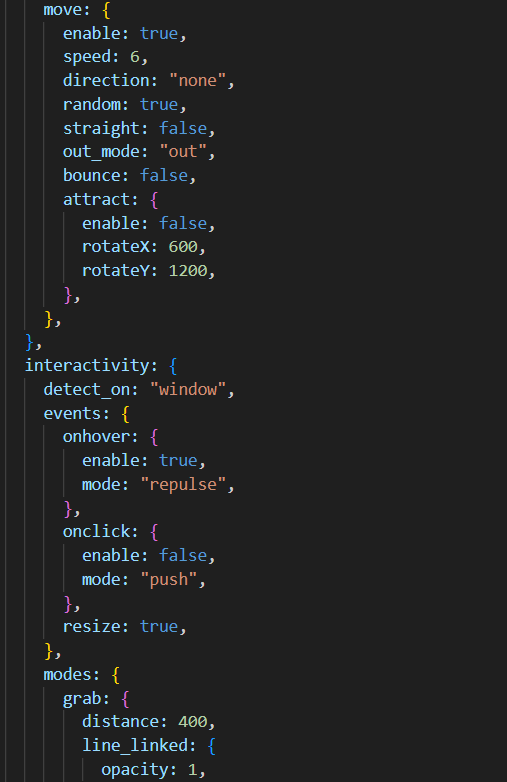 move: {
enable: true,
speed: 6,
direction: "none",
random: true,
straight: false,
out_mode: "out",
bounce: false,
attract: {
enable: false,
rotateX: 600,
rotateY: 1200,
},
},
},
interactivity: {
detect_on: "window",
events: {
onhover: {
enable: true,
mode: "repulse",
},
onclick: {
enable: false,
mode: "push",
},
resize: true,
},
modes: {
grab: {
distance: 400,
line_linked: {
opacity: 1,